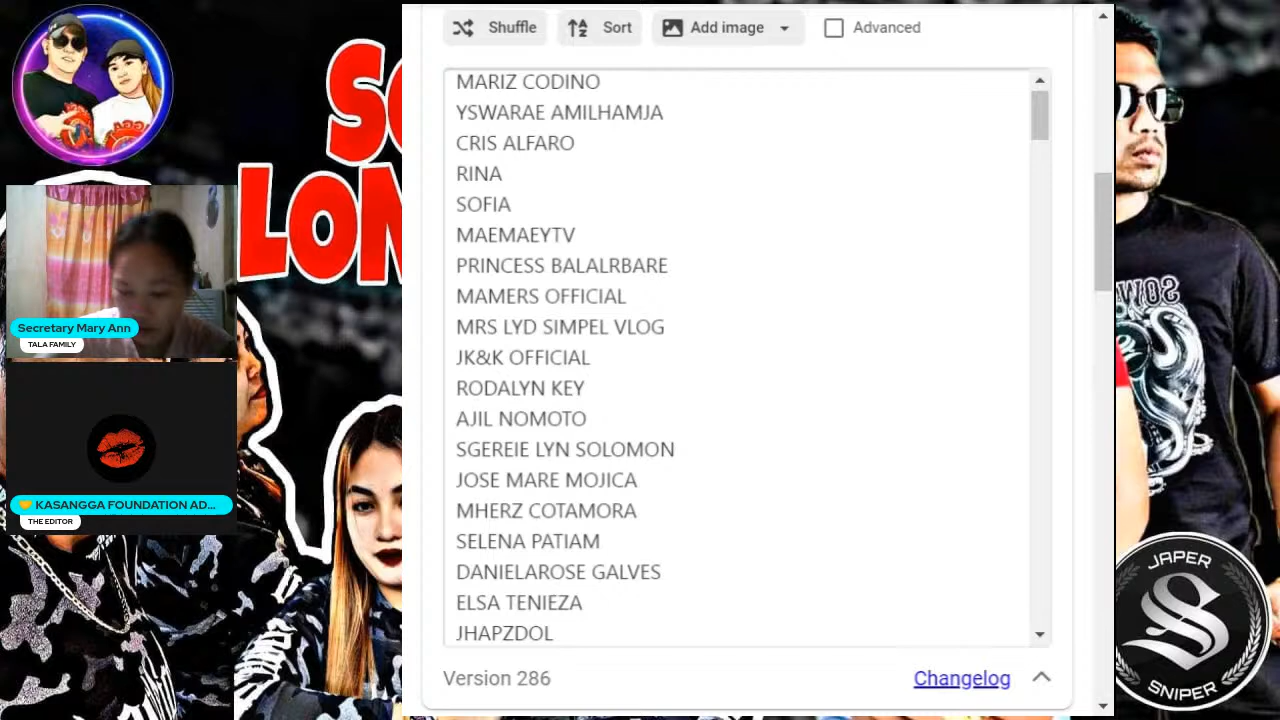 Shuffle
Sort
Add image
Advanced
MARIZ CODINO
YSWARAE AMILHAMJA
CRIS ALFARO
RINA
SOFIA
MAEMAEYTV
PRINCESS BALALRBARE
MAMERS OFFICIAL
MRS LYD SIMPEL VLOG
JK&K OFFICIAL
RODALYN KEY
AJIL NOMOTO
SGEREIE LYN SOLOMON
JOSE MARE MOJICA
MHERZ COTAMORA
SELENA PATIAM
DANIELAROSE GALVES
ELSA TENIEZA
JHAPZDOL
Version 286
Changelog
Secretary Mary Ann
TALA FAMILY
KASANGGA FOUNDATION AD...
THE EDITOR
JAPER
S
SNIPER